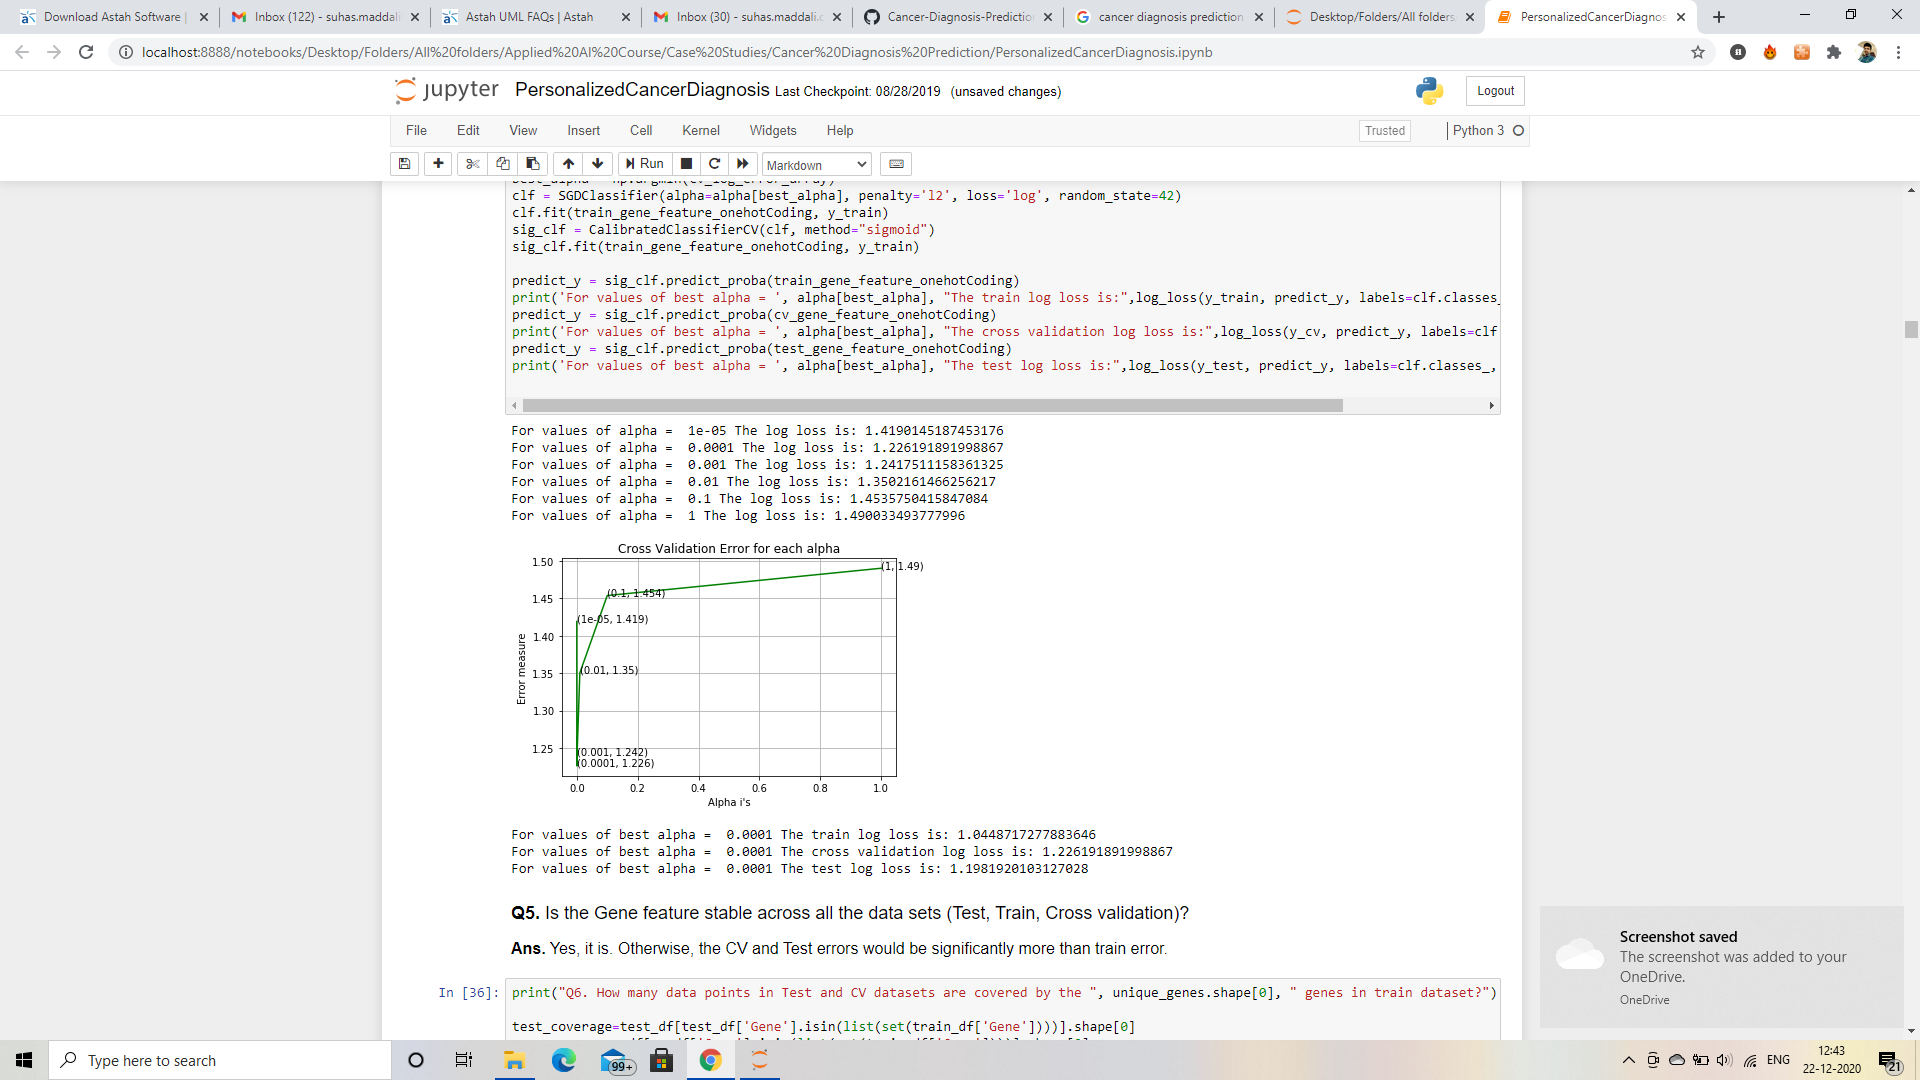 Download Astah Software
Inbox (122) - suhas.maddali
Astah UML FAQs | Astah
Inbox (30) - suhas.maddali.c
Cancer-Diagnosis-Predictio
cancer diagnosis prediction
Desktop/Folders/All folders
PersonalizedCancerDiagnos
localhost:8888/notebooks/Desktop/Folders/All%20folders/Applied%20AI%20Course/Case%20Studies/Cancer%20Diagnosis%20Prediction/PersonalizedCancerDiagnosis.ipynb
jupyter PersonalizedCancerDiagnosis Last Checkpoint: 08/28/2019 (unsaved changes)
Logout
File Edit View Insert Cell Kernel Widgets Help
Trusted
Python 3
Run
Markdown
best_alpha = np.argmin(cv_log_error_array)
clf = SGDClassifier(alpha=alpha[best_alpha], penalty='l2', loss='log', random_state=42)
clf.fit(train_gene_feature_onehotCoding, y_train)
sig_clf = CalibratedClassifierCV(clf, method="sigmoid")
sig_clf.fit(train_gene_feature_onehotCoding, y_train)
predict_y = sig_clf.predict_proba(train_gene_feature_onehotCoding)
print('For values of best alpha = ', alpha[best_alpha], "The train log loss is:",log_loss(y_train, predict_y, labels=clf.classes_
predict_y = sig_clf.predict_proba(cv_gene_feature_onehotCoding)
print('For values of best alpha = ', alpha[best_alpha], "The cross validation log loss is:",log_loss(y_cv, predict_y, labels=clf
predict_y = sig_clf.predict_proba(test_gene_feature_onehotCoding)
print('For values of best alpha = ', alpha[best_alpha], "The test log loss is:",log_loss(y_test, predict_y, labels=clf.classes_,
For values of alpha =  1e-05 The log loss is: 1.4190145187453176
For values of alpha =  0.0001 The log loss is: 1.226191891998867
For values of alpha =  0.001 The log loss is: 1.2417511158361325
For values of alpha =  0.01 The log loss is: 1.3502161466256217
For values of alpha =  0.1 The log loss is: 1.4535750415847084
For values of alpha =  1 The log loss is: 1.490033493777996
Cross Validation Error for each alpha
1.50
1.45
1.40
1.35
1.30
1.25
Error measure
(1, 1.49)
(0.1, 1.454)
(1e-05, 1.419)
(0.01, 1.35)
(0.001, 1.242)
(0.0001, 1.226)
0.0 0.2 0.4 0.6 0.8 1.0
Alpha i's
For values of best alpha =  0.0001 The train log loss is: 1.0448717277883646
For values of best alpha =  0.0001 The cross validation log loss is: 1.226191891998867
For values of best alpha =  0.0001 The test log loss is: 1.1981920103127028
Q5. Is the Gene feature stable across all the data sets (Test, Train, Cross validation)?
Ans. Yes, it is. Otherwise, the CV and Test errors would be significantly more than train error.
In [36]:
print("Q6. How many data points in Test and CV datasets are covered by the ", unique_genes.shape[0], " genes in train dataset?")
test_coverage=test_df[test_df['Gene'].isin(list(set(train_df['Gene'])))].shape[0]
Screenshot saved
The screenshot was added to your
OneDrive.
OneDrive
Type here to search
99+
ENG
12:43
22-12-2020
21